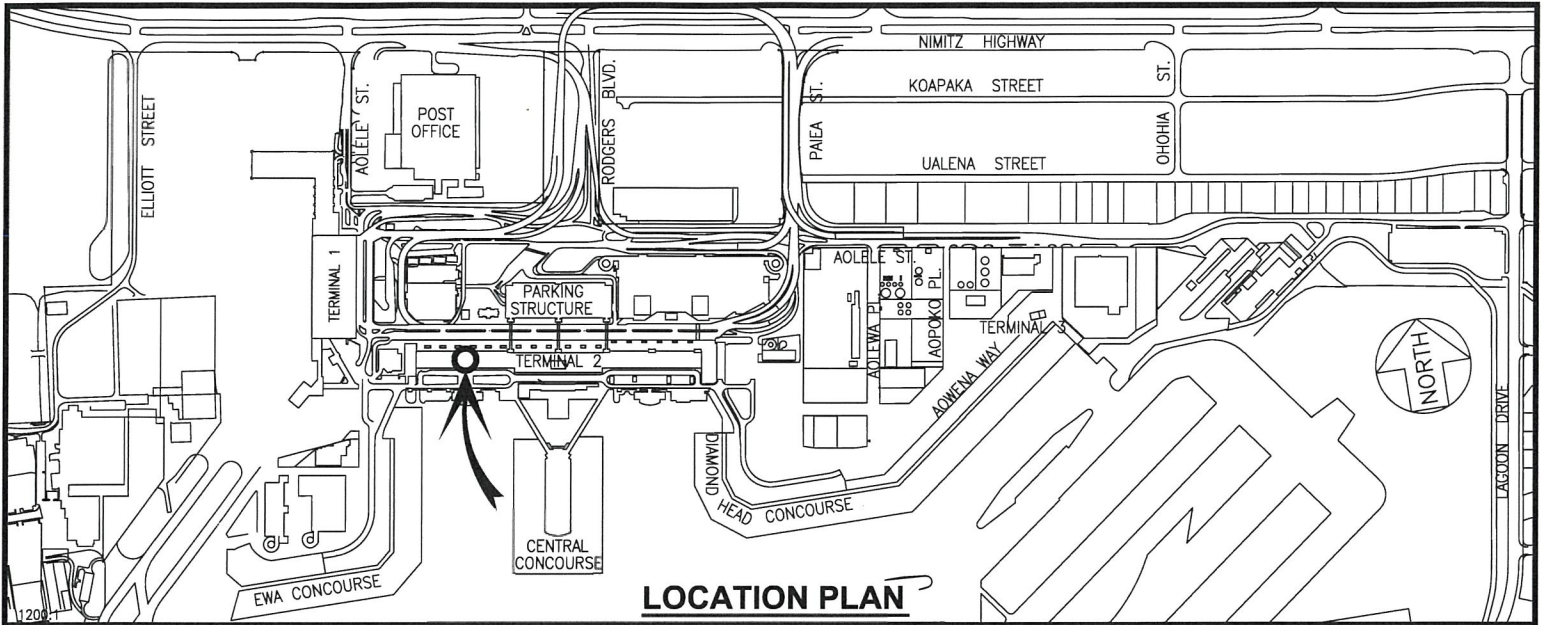 NIMITZ HIGHWAY
KOAPAKA STREET
UALENA STREET
ELLIOTT STREET
AOLELE ST.
POST
OFFICE
RODGERS BLVD.
PAIEA ST.
OHOHIA ST.
TERMINAL 1
PARKING
STRUCTURE
TERMINAL 2
AOLELE ST.
AOLEWA PL.
AOPOKO PL.
TERMINAL 3
AOWENA WAY
NORTH
LAGOON DRIVE
DIAMOND
HEAD CONCOURSE
CENTRAL
CONCOURSE
EWA CONCOURSE
1200:1
LOCATION PLAN